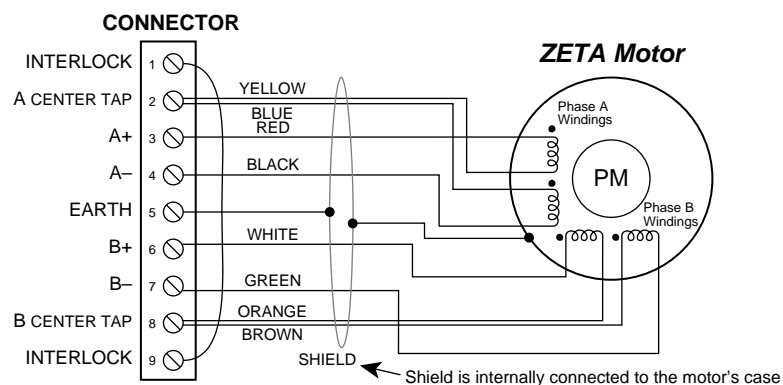 CONNECTOR
ZETA Motor
INTERLOCK 1
A CENTER TAP 2 YELLOW
BLUE
A+ 3 RED
A– 4 BLACK
EARTH 5
B+ 6 WHITE
B– 7 GREEN
B CENTER TAP 8 ORANGE
BROWN
INTERLOCK 9
SHIELD
Phase A
Windings
PM
Phase B
Windings
Shield is internally connected to the motor's case